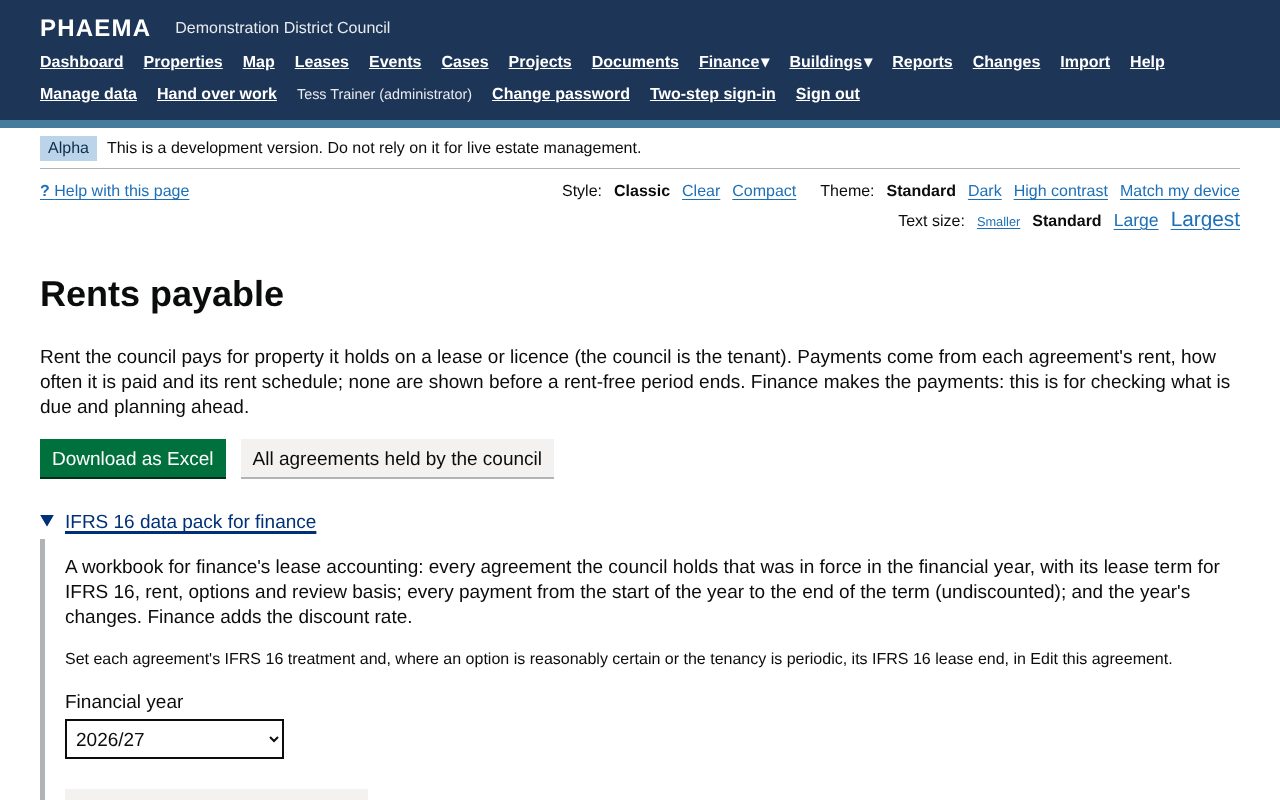 PHAEMA Demonstration District Council
Dashboard Properties Map Leases Events Cases Projects Documents Finance▾ Buildings▾ Reports Changes Import Help
Manage data Hand over work Tess Trainer (administrator) Change password Two-step sign-in Sign out
Alpha This is a development version. Do not rely on it for live estate management.
? Help with this page Style: Classic Clear Compact Theme: Standard Dark High contrast Match my device
Text size: Smaller Standard Large Largest
Rents payable
Rent the council pays for property it holds on a lease or licence (the council is the tenant). Payments come from each agreement's rent, how
often it is paid and its rent schedule; none are shown before a rent-free period ends. Finance makes the payments: this is for checking what is
due and planning ahead.
Download as Excel All agreements held by the council
▼ IFRS 16 data pack for finance
A workbook for finance's lease accounting: every agreement the council holds that was in force in the financial year, with its lease term for
IFRS 16, rent, options and review basis; every payment from the start of the year to the end of the term (undiscounted); and the year's
changes. Finance adds the discount rate.
Set each agreement's IFRS 16 treatment and, where an option is reasonably certain or the tenancy is periodic, its IFRS 16 lease end, in Edit this agreement.
Financial year
2026/27